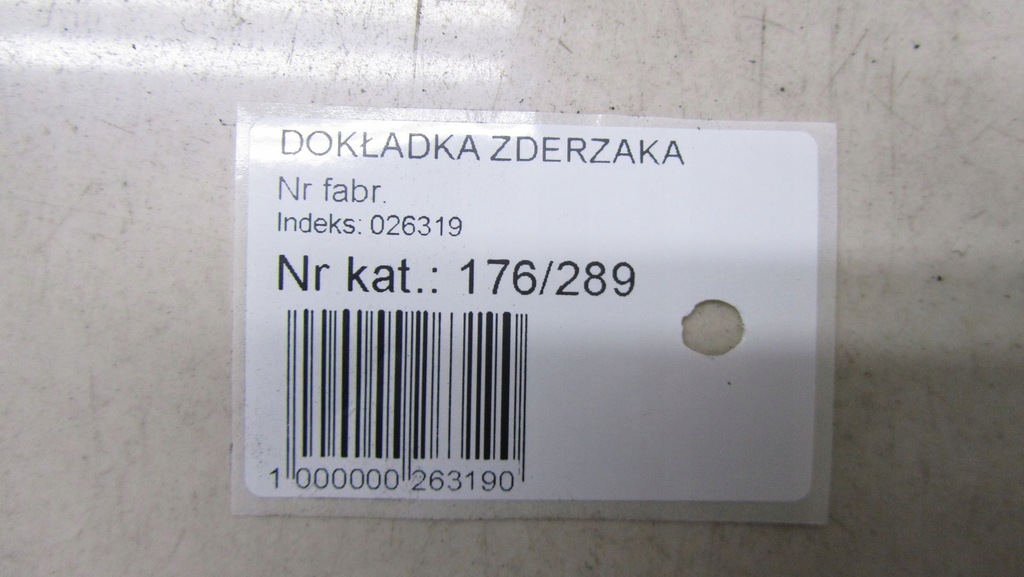 DOKŁADKA ZDERZAKA
Nr fabr.
Indeks: 026319
Nr kat.: 176/289
1 000000 263190